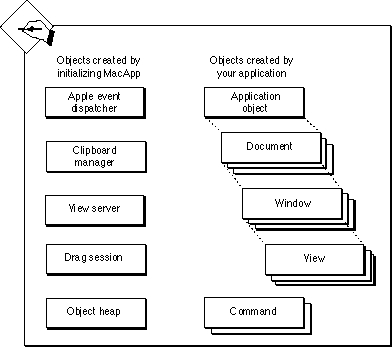 Objects created by
initializing MacApp
Objects created by
your application
Apple event
dispatcher
Application
object
Clipboard
manager
Document
View server
Window
Drag session
View
Object heap
Command